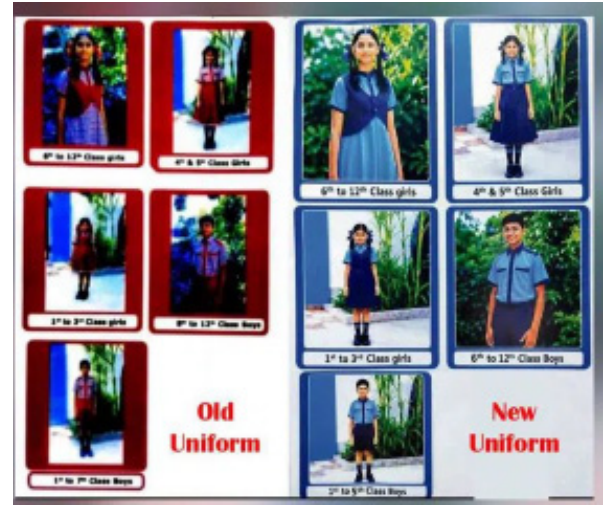 6th to 12th Class girls
4th & 5th Class Girls
1st to 3rd Class girls
8th to 12th Class Boys
1st to 7th Class Boys
Old
Uniform
6th to 12th Class girls
4th & 5th Class Girls
1st to 3rd Class girls
6th to 12th Class Boys
1st to 5th Class Boys
New
Uniform